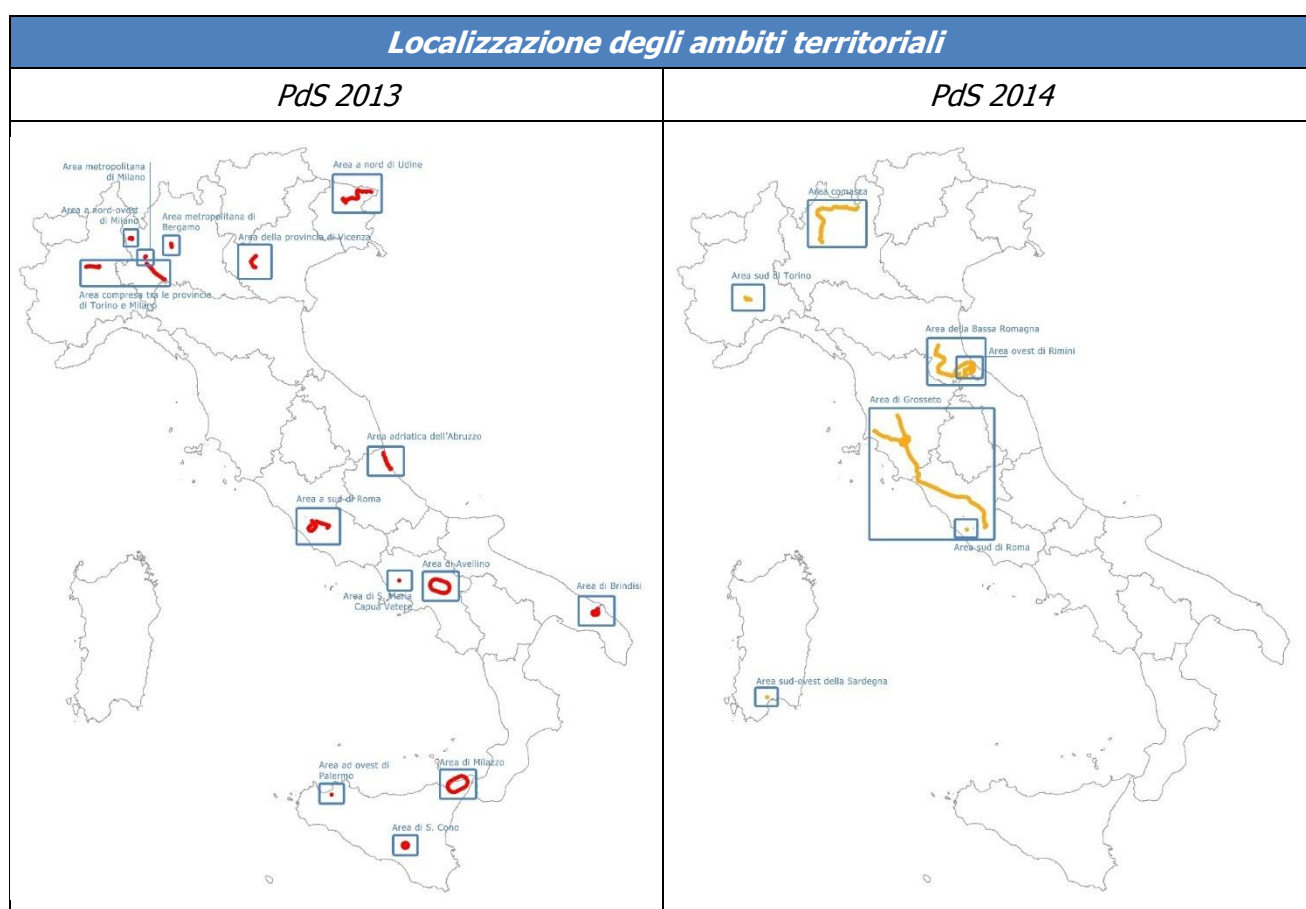 Localizzazione degli ambiti territoriali
PdS 2013
PdS 2014
Area metropolitana
di Milano
Area a nord di Udine
Area a nord-ovest
di Milano
Area metropolitana di
Bergamo
Area della provincia di Vicenza
Area compresa tra le provincie
di Torino e Milano
Area adriatica dell'Abruzzo
Area a sud di Roma
Area di Avellino
Area di S. Maria
Capua Vetere
Area di Brindisi
Area ad ovest di
Palermo
Area di Milazzo
Area di S. Cono
Area comasca
Area sud di Torino
Area della Bassa Romagna
Area ovest di Rimini
Area di Grosseto
Area sud di Roma
Area sud-ovest della Sardegna